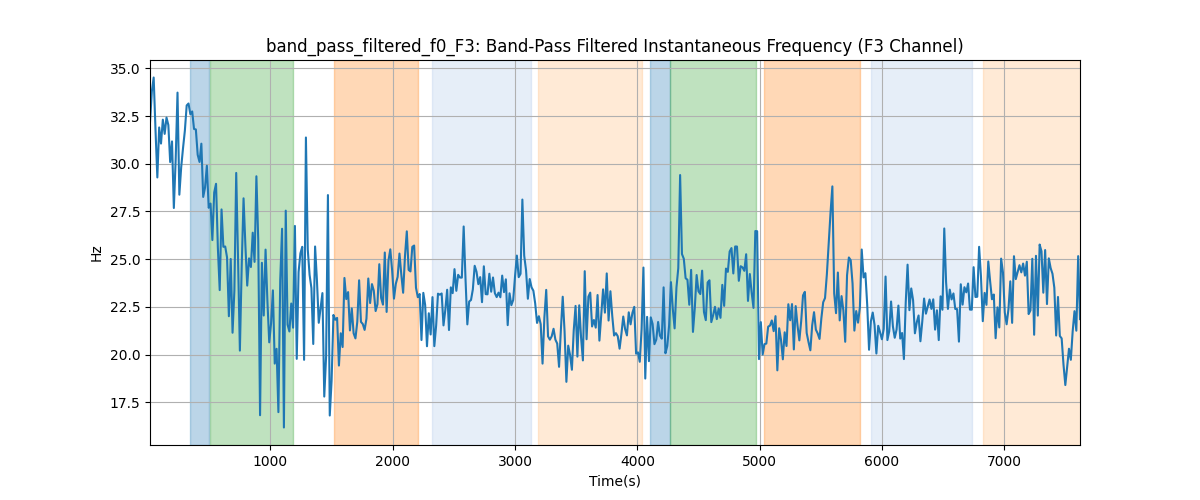 band_pass_filtered_f0_F3: Band-Pass Filtered Instantaneous Frequency (F3 Channel)
35.0
32.5
30.0
27.5
25.0
22.5
20.0
17.5
Hz
1000 2000 3000 4000 5000 6000 7000
Time(s)